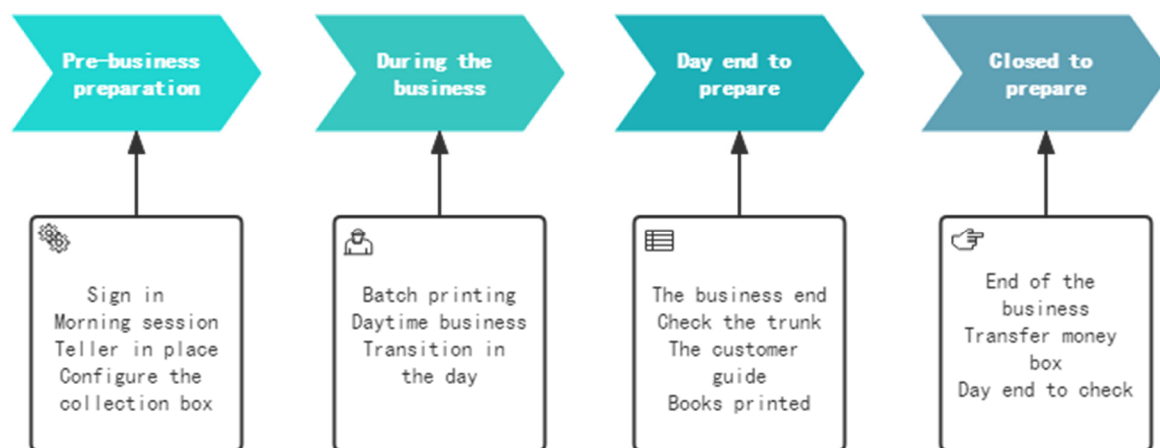 Pre-business
preparation
During the
business
Day end to
prepare
Closed to
prepare
Sign in
Morning session
Teller in place
Configure the
collection box
Batch printing
Daytime business
Transition in
the day
The business end
Check the trunk
The customer
guide
Books printed
End of the
business
Transfer money
box
Day end to check